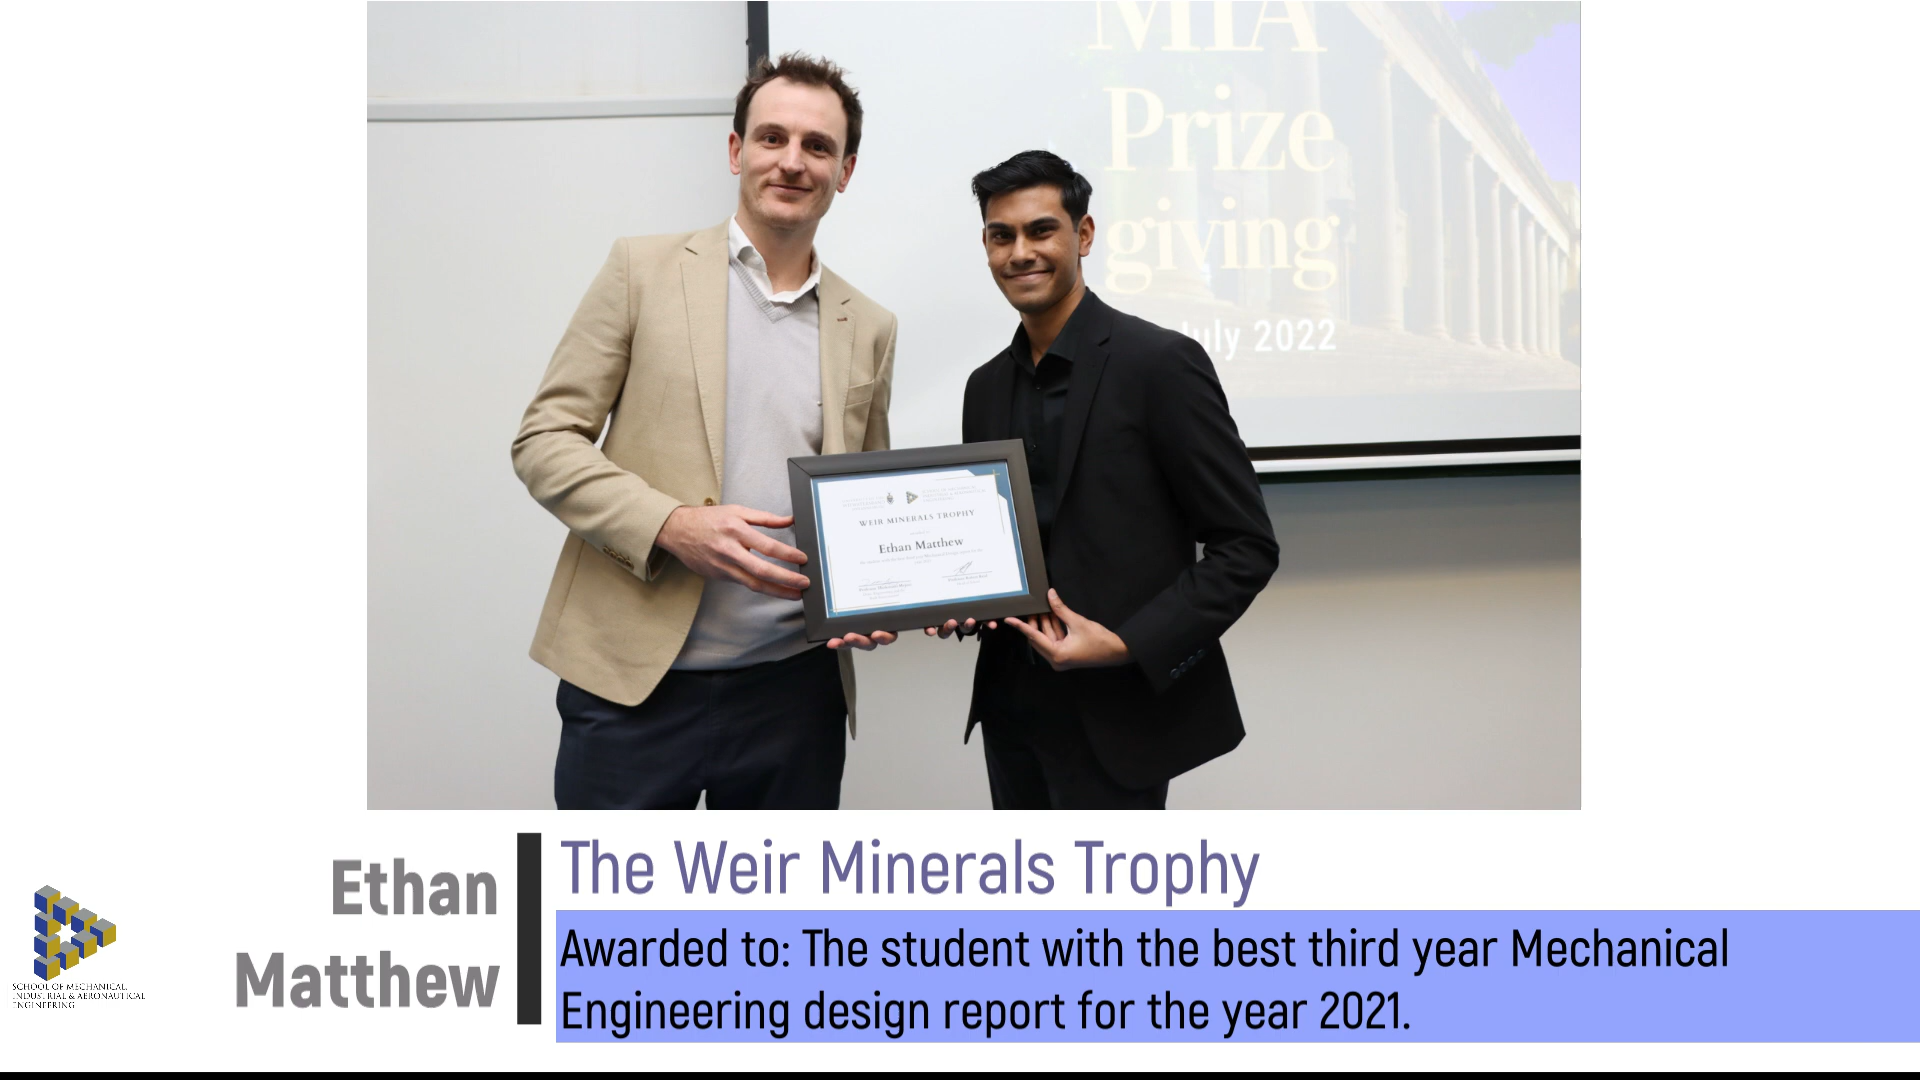 MIA
Prize
giving
July 2022
WEIR MINERALS TROPHY
Ethan Matthew
Ethan
Matthew
The Weir Minerals Trophy
Awarded to: The student with the best third year Mechanical
Engineering design report for the year 2021.
SCHOOL OF MECHANICAL,
INDUSTRIAL & AERONAUTICAL
ENGINEERING